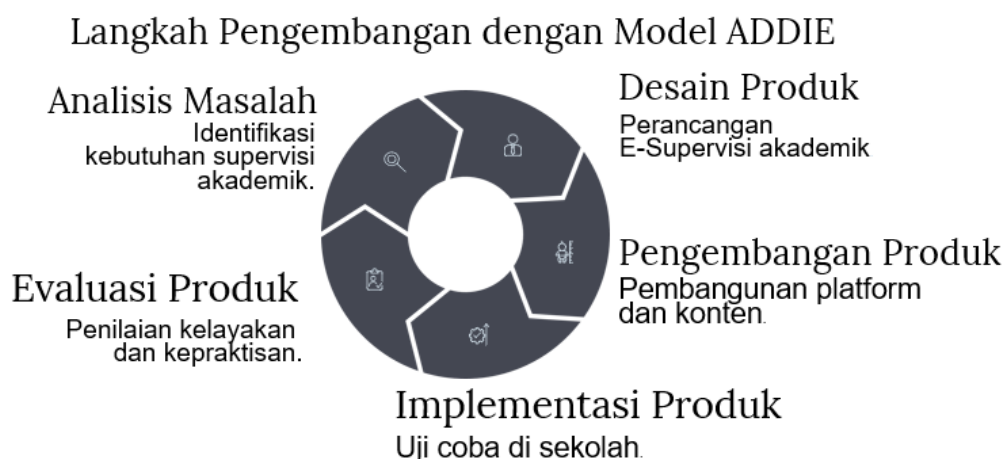 Langkah Pengembangan dengan Model ADDIE
Analisis Masalah
Identifikasi
kebutuhan supervisi
akademik.
Desain Produk
Perancangan
E-Supervisi akademik
Pengembangan Produk
Pembangunan platform
dan konten.
Implementasi Produk
Uji coba di sekolah.
Evaluasi Produk
Penilaian kelayakan
dan kepraktisan.